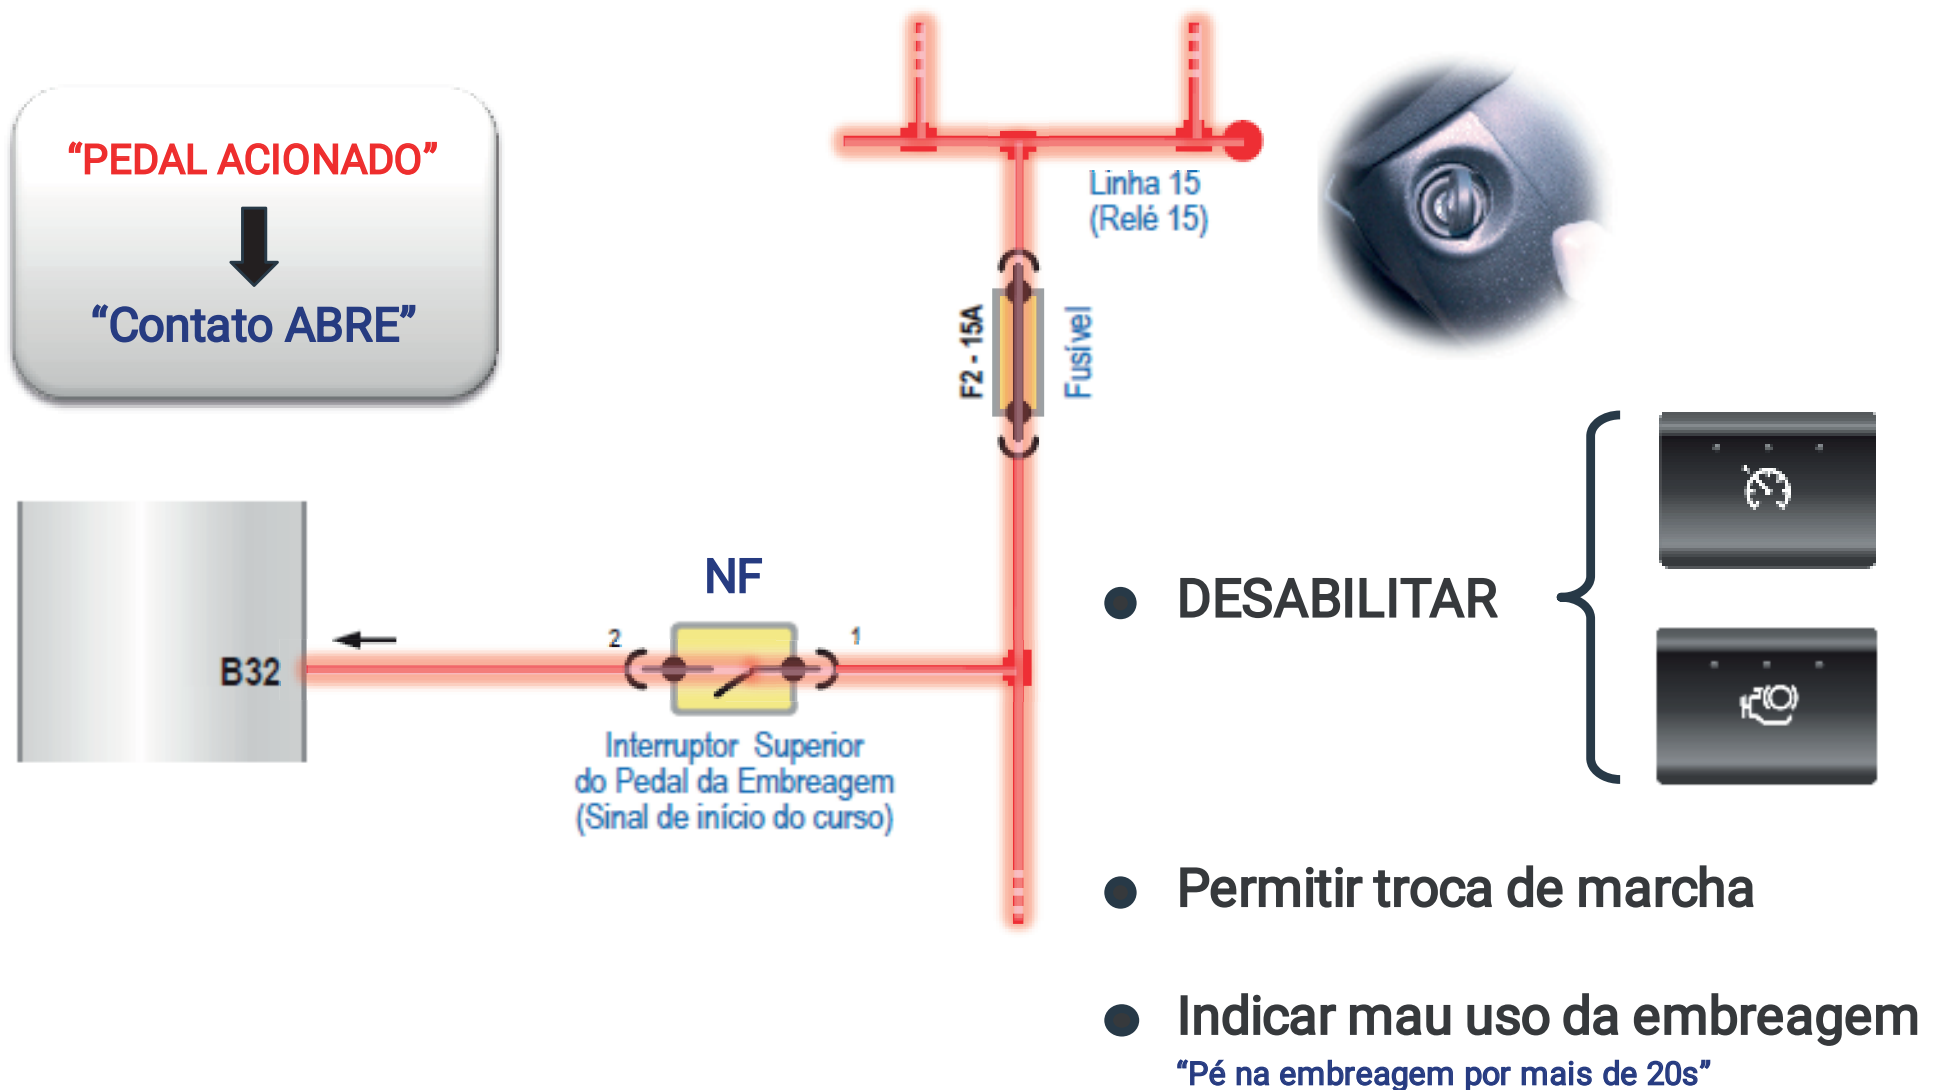 “PEDAL ACIONADO”
“Contato ABRE”
Linha 15
(Relé 15)
F2 - 15A
Fusível
NF
2
1
B32
Interruptor Superior
do Pedal da Embreagem
(Sinal de início do curso)
DESABILITAR
Permitir troca de marcha
Indicar mau uso da embreagem
“Pé na embreagem por mais de 20s”